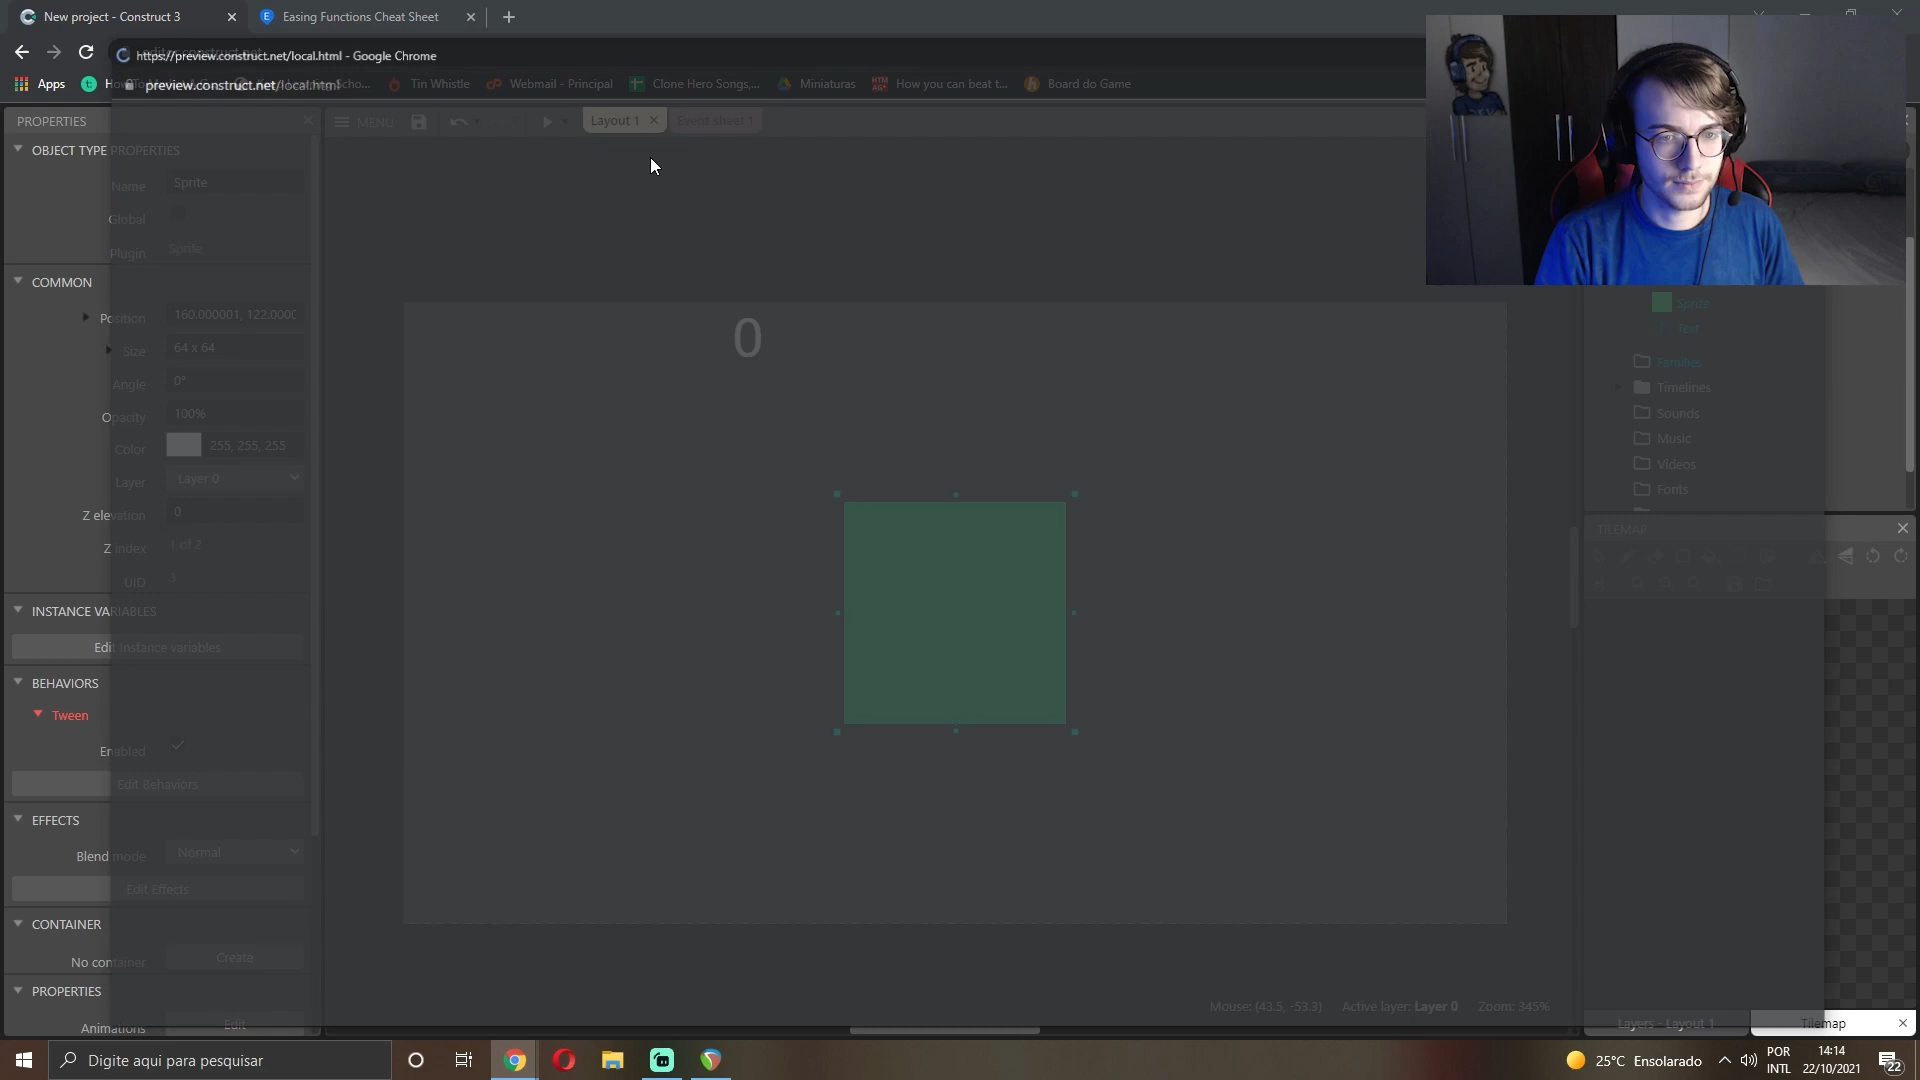 New project - Construct 3
Easing Functions Cheat Sheet
https://preview.construct.net/local.html - Google Chrome
Apps
preview.construct.net/local.html
Tin Whistle
Webmail - Principal
Clone Hero Songs,...
Miniaturas
How you can beat t...
Board do Game
PROPERTIES
MENU
Layout 1
Event sheet 1
OBJECT TYPE PROPERTIES
Name
Sprite
Global
Plugin
Sprite
COMMON
Position
160.000001, 122.0000
Size
64 x 64
Angle
0°
Opacity
100%
Color
255, 255, 255
Layer
Layer 0
Z elevation
0
Z index
1 of 2
UID
3
INSTANCE VARIABLES
Edit Instance variables
BEHAVIORS
Tween
Enabled
Edit Behaviors
EFFECTS
Blend mode
Normal
Edit Effects
CONTAINER
No container
Create
PROPERTIES
Animations
Edit
0
Mouse: (43.5, -53.3)
Active layer: Layer 0
Zoom: 345%
Sprite
Text
Families
Timelines
Sounds
Music
Videos
Fonts
TILEMAP
Layers - Layout 1
Tilemap
Digite aqui para pesquisar
25°C Ensolarado
POR
INTL
14:14
22/10/2021
22